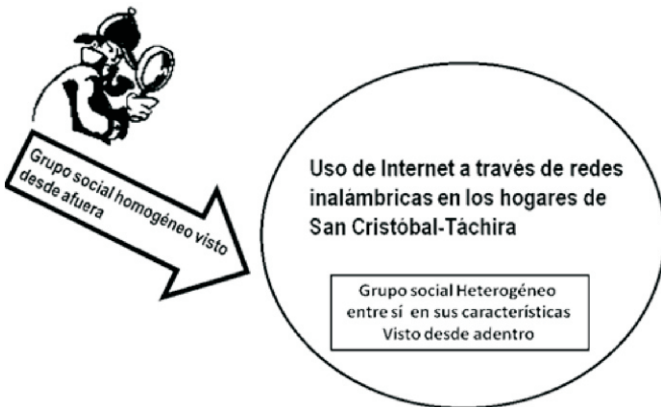 Grupo social homogéneo visto
desde afuera
Uso de Internet a través de redes
inalámbricas en los hogares de
San Cristóbal-Táchira
Grupo social Heterogéneo
entre sí en sus características
Visto desde adentro